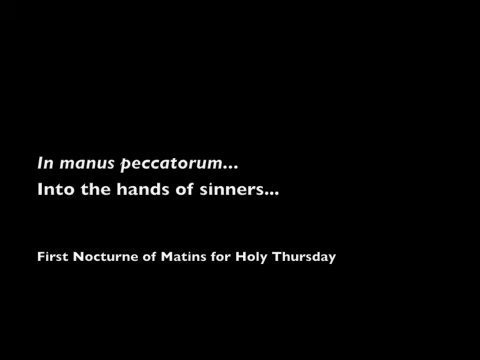 In manus peccatorum...
Into the hands of sinners...
First Nocturne of Matins for Holy Thursday